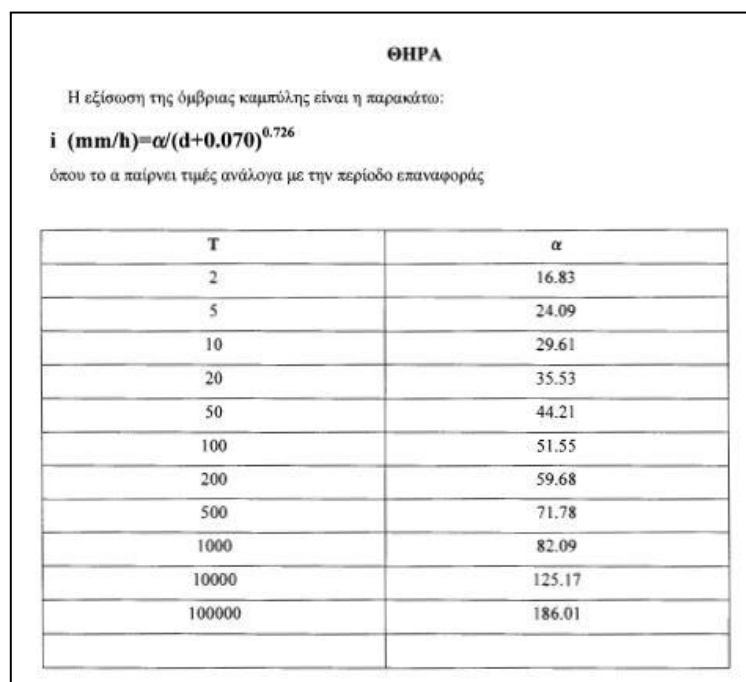 ΘΗΡΑ
Η εξίσωση της όμβριας καμπύλης είναι η παρακάτω:
i (mm/h)=α/(d+0.070)^0.726
όπου το α παίρνει τιμές ανάλογα με την περίοδο επαναφοράς
T α
2 16.83
5 24.09
10 29.61
20 35.53
50 44.21
100 51.55
200 59.68
500 71.78
1000 82.09
10000 125.17
100000 186.01